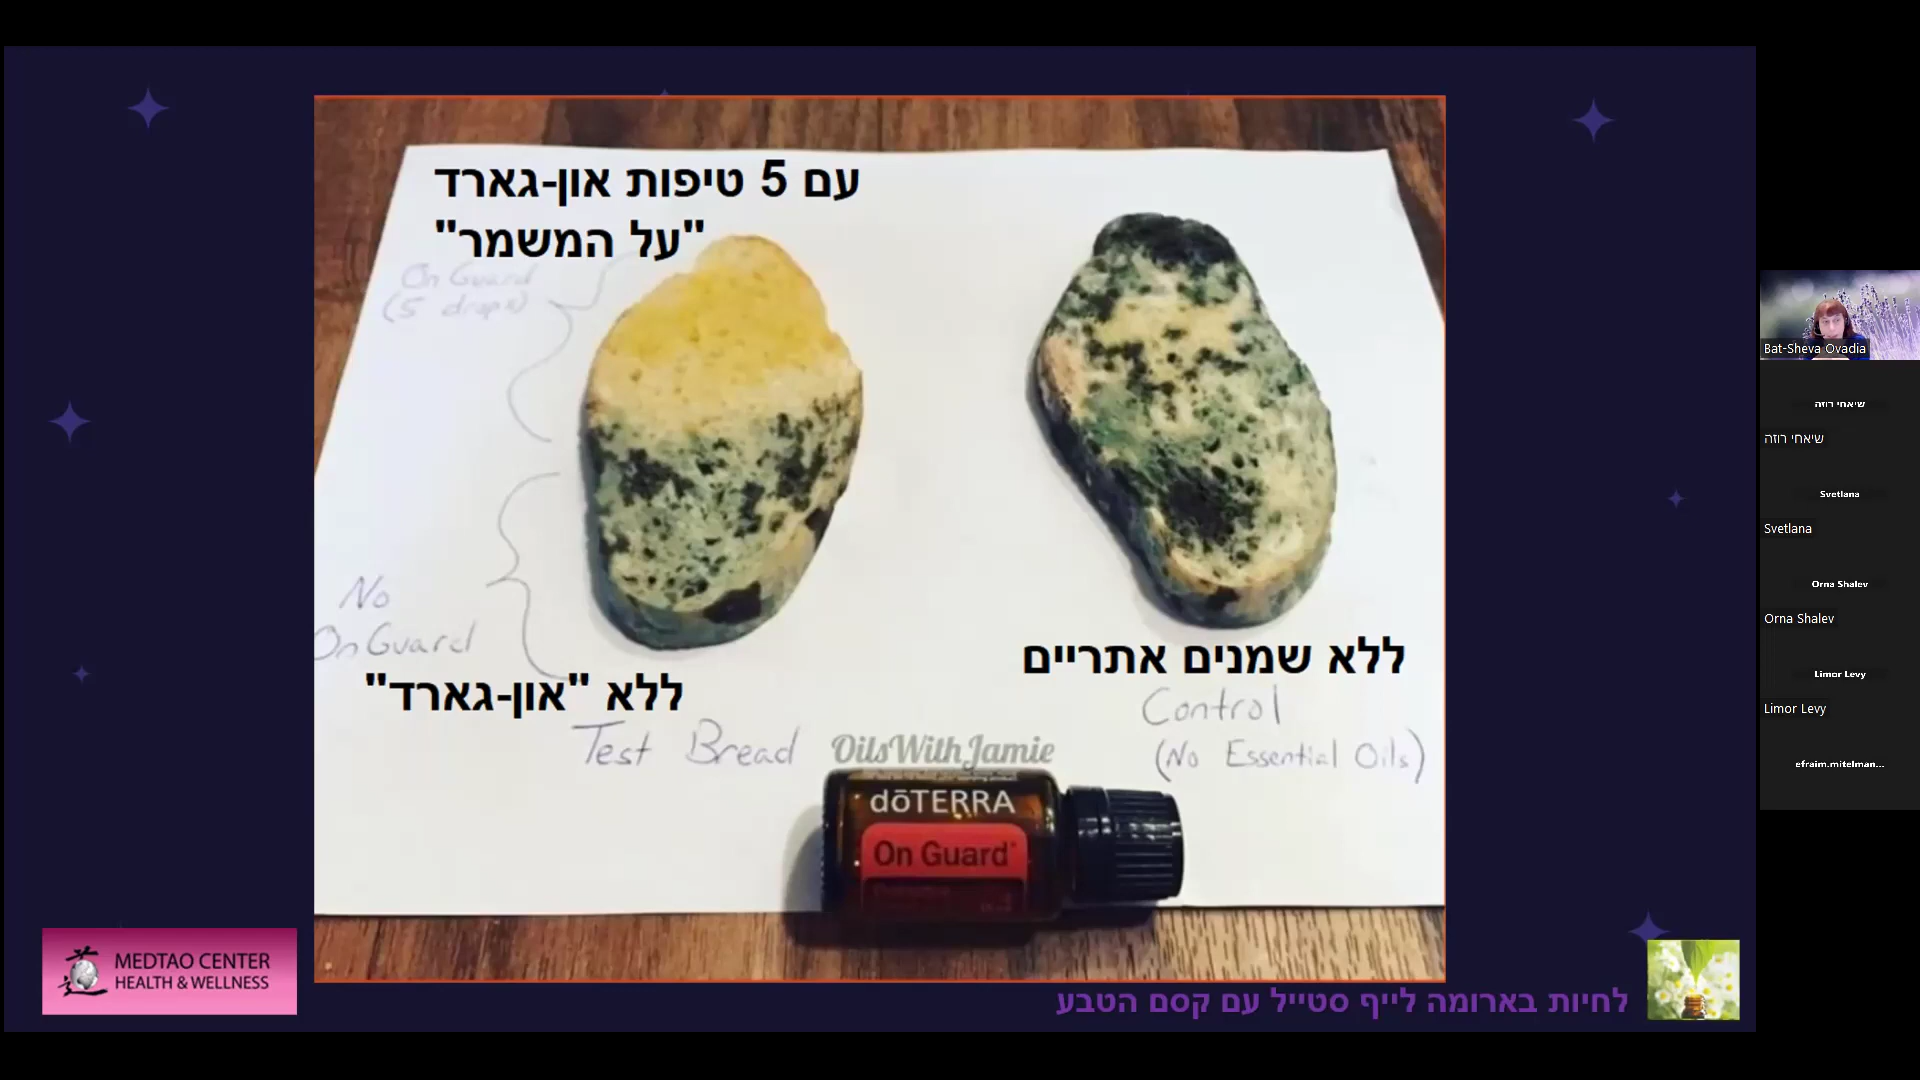 עם 5 טיפות און-גארד
"על המשמר"
On Guard
(5 drops)
No
On Guard
ללא "און-גארד"
Test Bread
ללא שמנים אתריים
Control
(No Essential Oils)
OilsWithJamie
dōTERRA
On Guard
MEDTAO CENTER
HEALTH & WELLNESS
לחיות בארומה לייף סטייל עם קסם הטבע
Bat-Sheva Ovadia
שיאחי רוזה
שיאחי רוזה
Svetlana
Svetlana
Orna Shalev
Orna Shalev
Limor Levy
Limor Levy
efraim.mitelman...